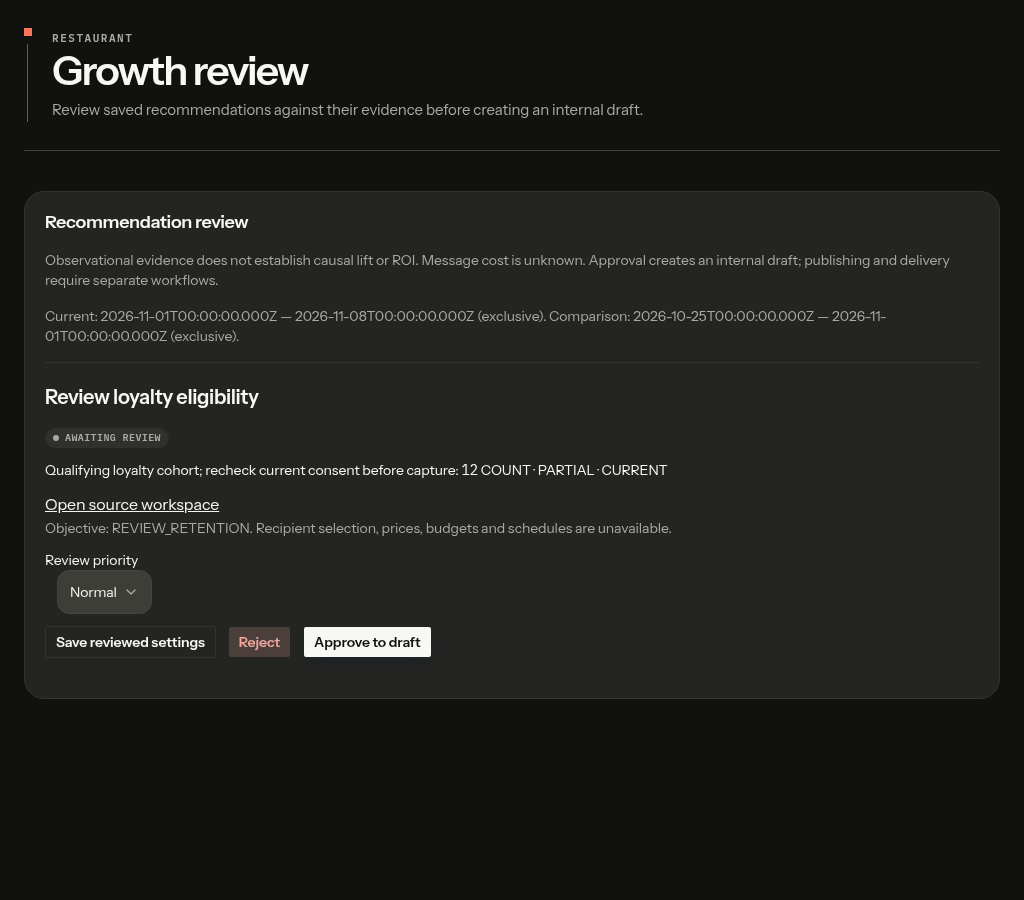 RESTAURANT
Growth review
Review saved recommendations against their evidence before creating an internal draft.
Recommendation review
Observational evidence does not establish causal lift or ROI. Message cost is unknown. Approval creates an internal draft; publishing and delivery
require separate workflows.
Current: 2026-11-01T00:00:00.000Z — 2026-11-08T00:00:00.000Z (exclusive). Comparison: 2026-10-25T00:00:00.000Z — 2026-11-
01T00:00:00.000Z (exclusive).
Review loyalty eligibility
AWAITING REVIEW
Qualifying loyalty cohort; recheck current consent before capture: 12 COUNT · PARTIAL · CURRENT
Open source workspace
Objective: REVIEW_RETENTION. Recipient selection, prices, budgets and schedules are unavailable.
Review priority
Normal
Save reviewed settings Reject Approve to draft